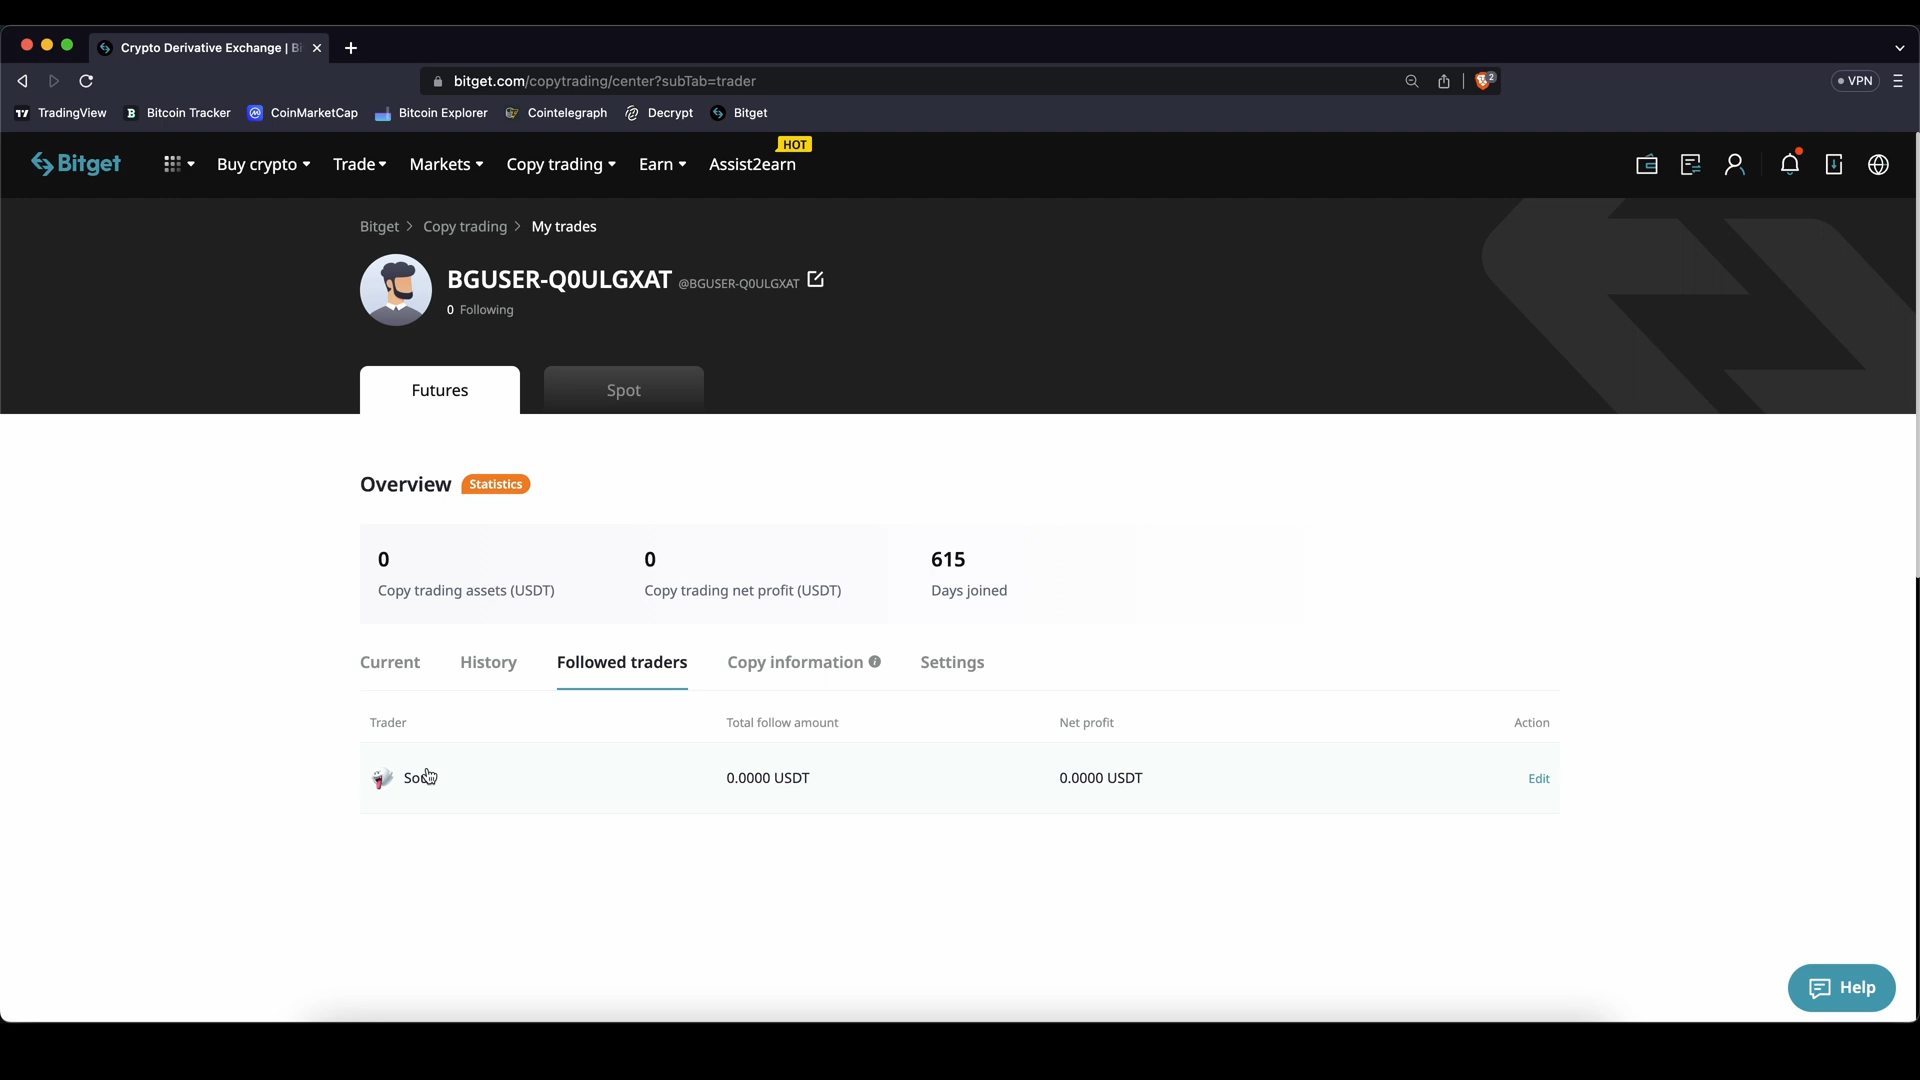 Crypto Derivative Exchange | Bi
bitget.com/copytrading/center?subTab=trader
2
VPN
TradingView
Bitcoin Tracker
CoinMarketCap
Bitcoin Explorer
Cointelegraph
Decrypt
Bitget
HOT
Bitget
Buy crypto
Trade
Markets
Copy trading
Earn
Assist2earn
Bitget > Copy trading > My trades
BGUSER-Q0ULGXAT @BGUSER-Q0ULGXAT
0 Following
Futures
Spot
Overview Statistics
0
0
615
Copy trading assets (USDT)
Copy trading net profit (USDT)
Days joined
Current
History
Followed traders
Copy information
Settings
Trader
Total follow amount
Net profit
Action
0.0000 USDT
0.0000 USDT
Edit
Help